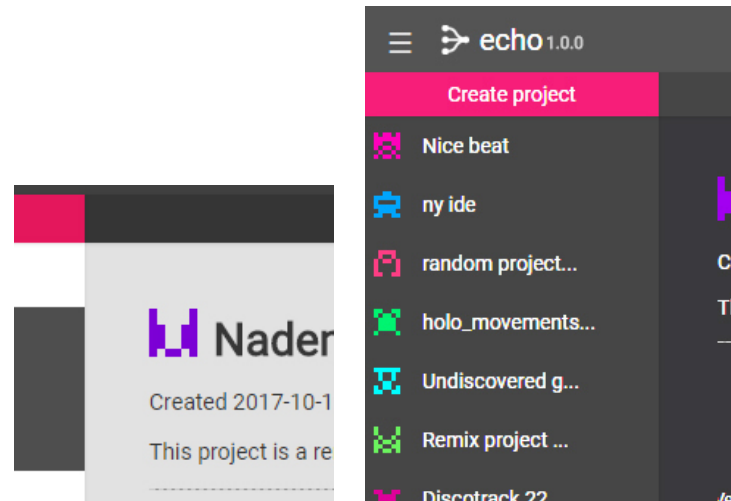 Nader
Created 2017-10-1
This project is a re
echo 1.0.0
Create project
Nice beat
ny ide
random project...
holo_movements...
Undiscovered g...
Remix project ...
Discotrack 22
C
Th